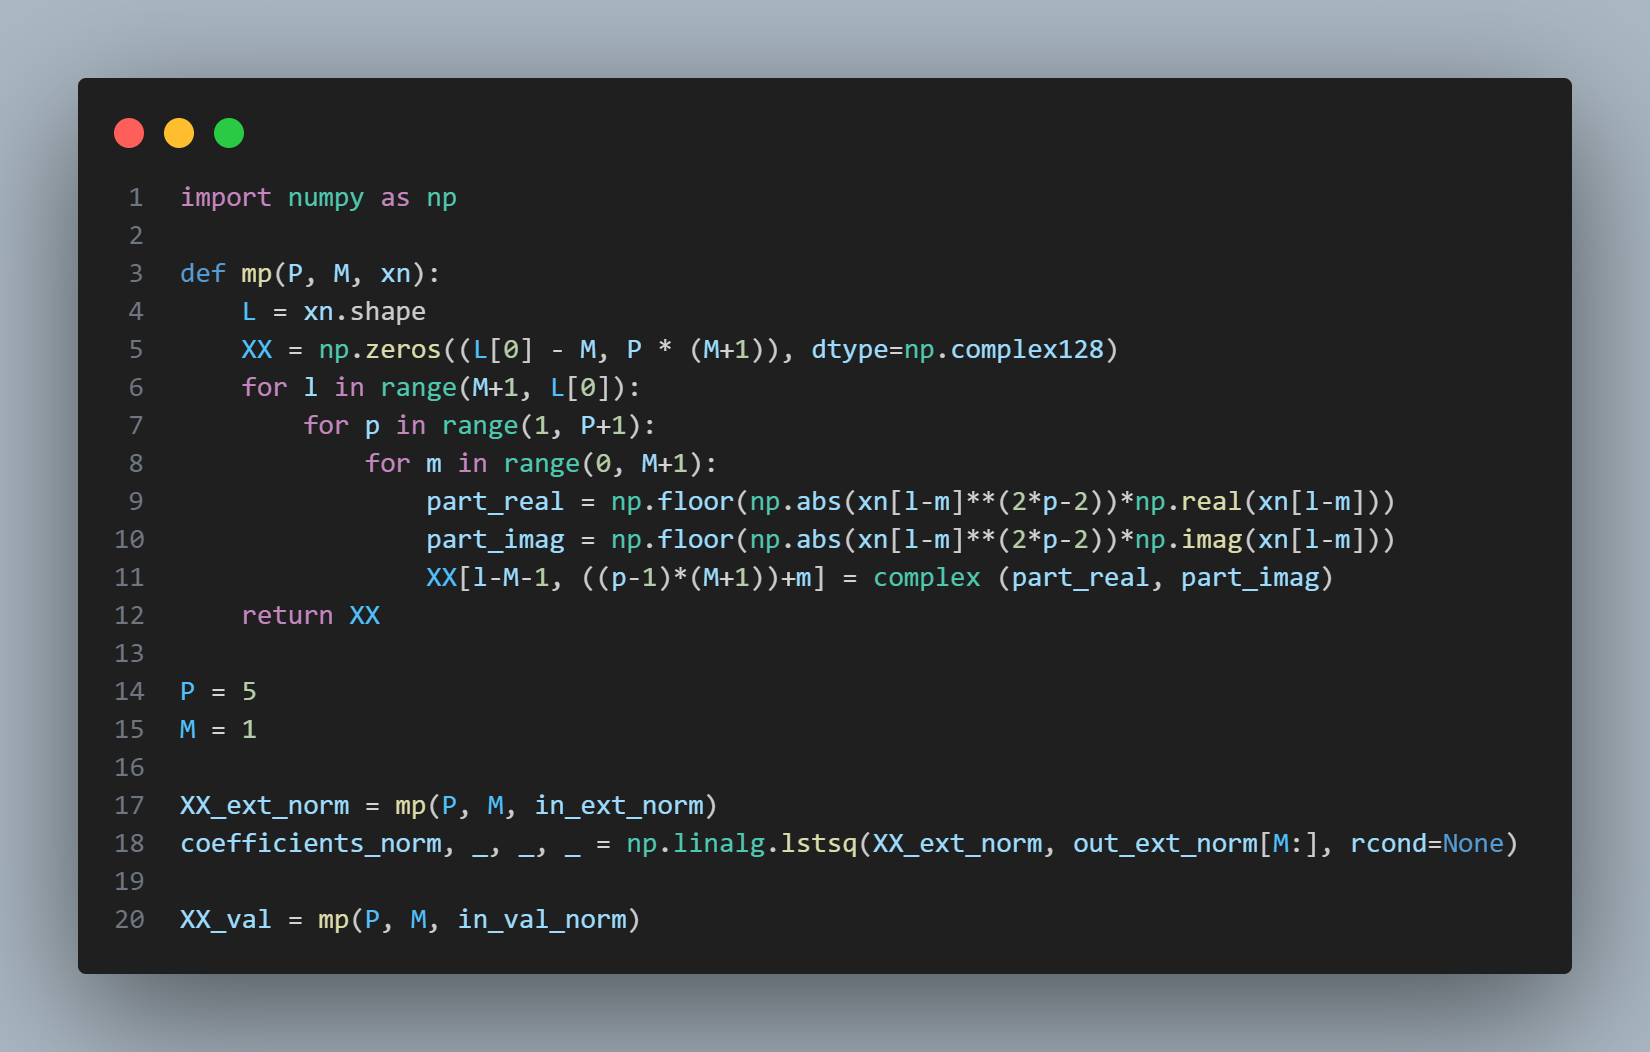 1 import numpy as np
2
3 def mp(P, M, xn):
4     L = xn.shape
5     XX = np.zeros((L[0] - M, P * (M+1)), dtype=np.complex128)
6     for l in range(M+1, L[0]):
7         for p in range(1, P+1):
8             for m in range(0, M+1):
9                 part_real = np.floor(np.abs(xn[l-m]**(2*p-2))*np.real(xn[l-m]))
10                 part_imag = np.floor(np.abs(xn[l-m]**(2*p-2))*np.imag(xn[l-m]))
11                 XX[l-M-1, ((p-1)*(M+1))+m] = complex (part_real, part_imag)
12     return XX
13
14 P = 5
15 M = 1
16
17 XX_ext_norm = mp(P, M, in_ext_norm)
18 coefficients_norm, _, _, _ = np.linalg.lstsq(XX_ext_norm, out_ext_norm[M:], rcond=None)
19
20 XX_val = mp(P, M, in_val_norm)